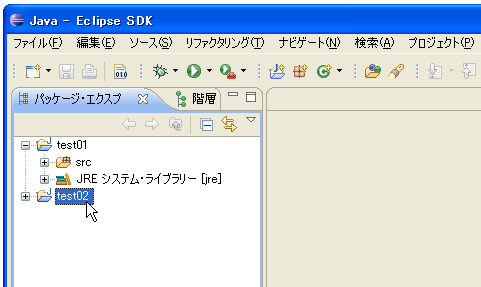 Java - Eclipse SDK
ファイル(F) 編集(E) ソース(S) リファクタリング(T) ナビゲート(N) 検索(A) プロジェクト(P)
パッケージ・エクスプ 階層
test01
src
JRE システム・ライブラリー [jre]
test02